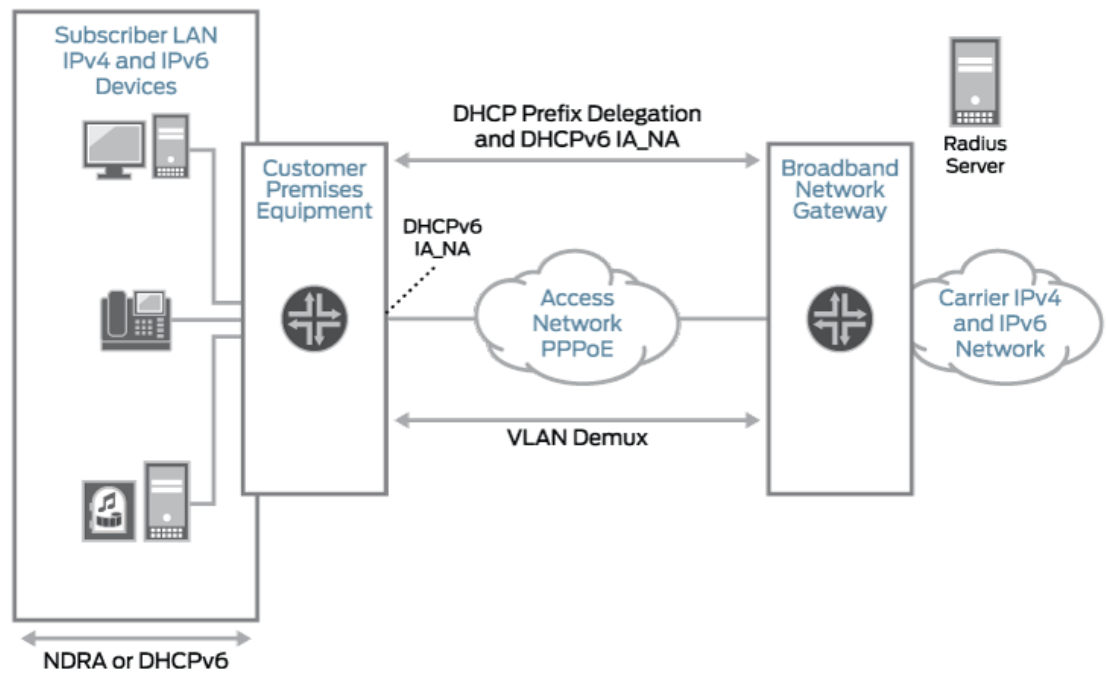 Subscriber LAN
IPv4 and IPv6
Devices
Customer
Premises
Equipment
DHCP Prefix Delegation
and DHCPv6 IA_NA
DHCPv6
IA_NA
Access
Network
PPPoE
VLAN Demux
Broadband
Network
Gateway
Radius
Server
Carrier IPv4
and IPv6
Network
NDRA or DHCPv6